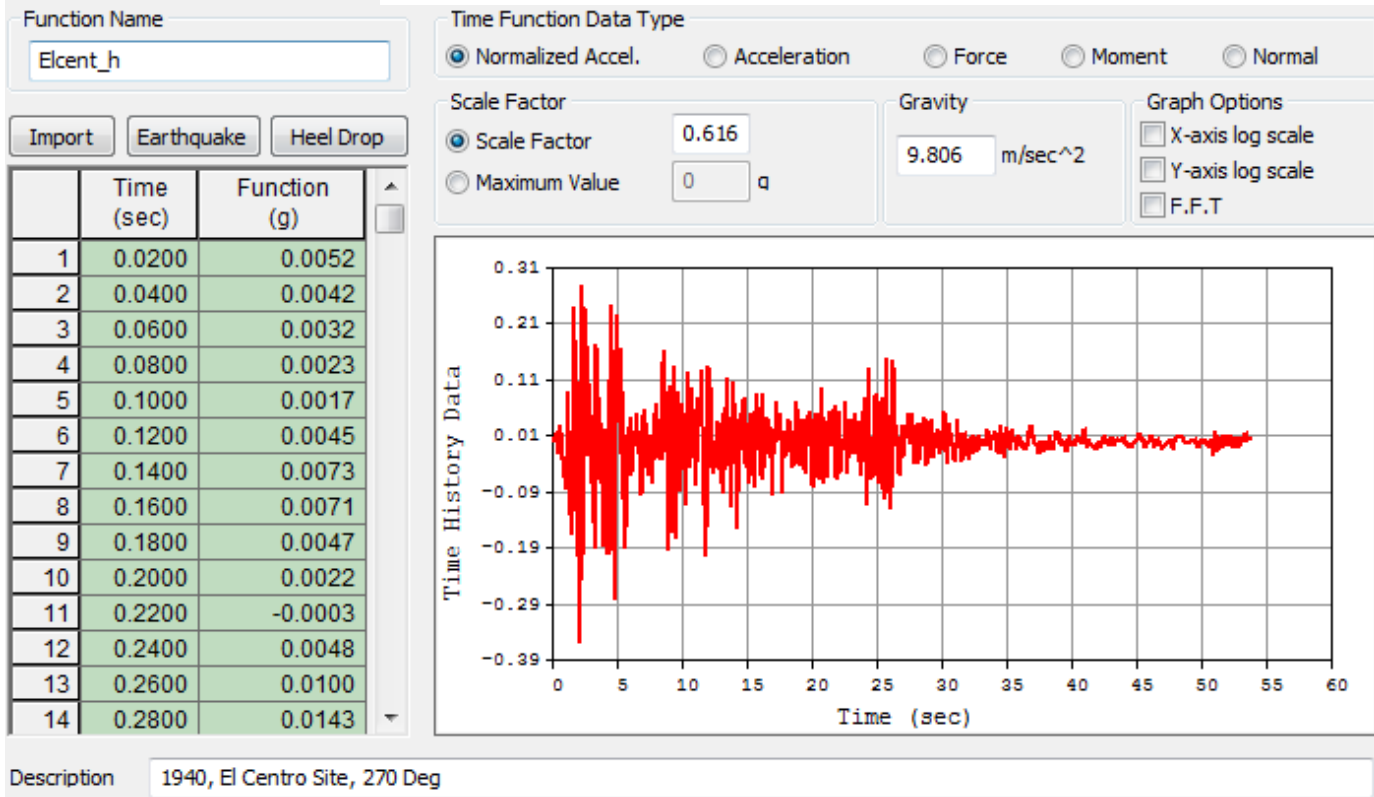 Function Name
Elcent_h
Import Earthquake Heel Drop
Time (sec) Function (g)
1 0.0200 0.0052
2 0.0400 0.0042
3 0.0600 0.0032
4 0.0800 0.0023
5 0.1000 0.0017
6 0.1200 0.0045
7 0.1400 0.0073
8 0.1600 0.0071
9 0.1800 0.0047
10 0.2000 0.0022
11 0.2200 -0.0003
12 0.2400 0.0048
13 0.2600 0.0100
14 0.2800 0.0143
Time Function Data Type
Normalized Accel. Acceleration Force Moment Normal
Scale Factor
Scale Factor 0.616
Maximum Value 0 g
Gravity
9.806 m/sec^2
Graph Options
X-axis log scale
Y-axis log scale
F.F.T
Time History Data
0.31
0.21
0.11
0.01
-0.09
-0.19
-0.29
-0.39
0 5 10 15 20 25 30 35 40 45 50 55 60
Time (sec)
Description 1940, El Centro Site, 270 Deg